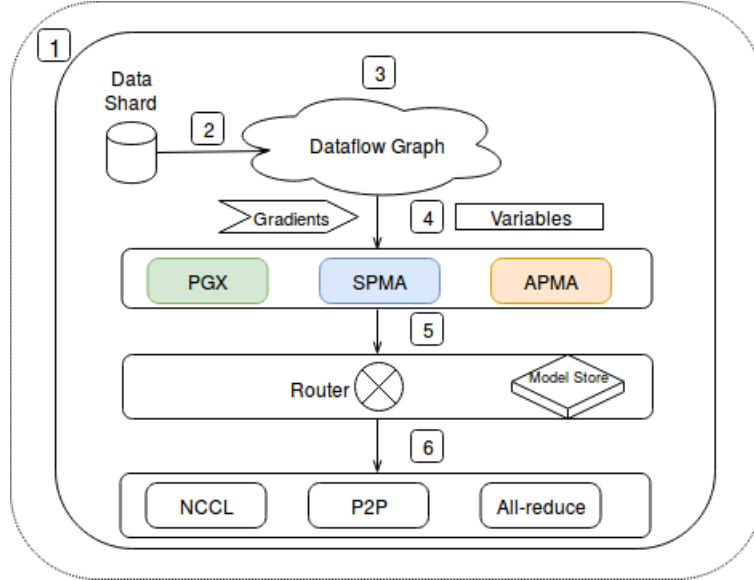 1
3
Data
Shard
2
Dataflow Graph
Gradients
4
Variables
PGX
SPMA
APMA
5
Router
Model Store
6
NCCL
P2P
All-reduce